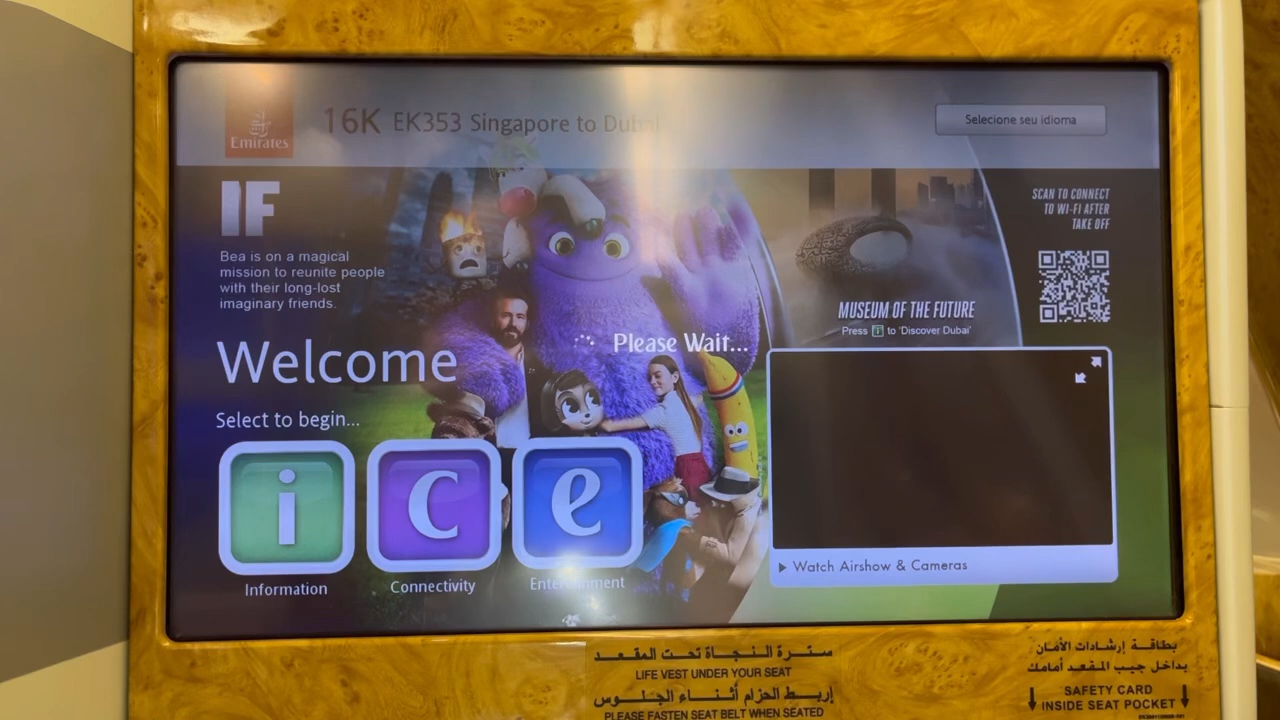 Emirates
16K EK353 Singapore to Dubai
Selecione seu idioma
IF
Bea is on a magical
mission to reunite people
with their long-lost
imaginary friends.
SCAN TO CONNECT
TO WI-FI AFTER
TAKE OFF
MUSEUM OF THE FUTURE
Press i to 'Discover Dubai'
Please Wait...
Welcome
Select to begin...
i
c
e
Information
Connectivity
Entertainment
Watch Airshow & Cameras
سترة النجاة تحت المقعد
LIFE VEST UNDER YOUR SEAT
إربط الحزام أثناء الجلوس
PLEASE FASTEN SEAT BELT WHEN SEATED
بطاقة إرشادات الأمان
بداخل جيب المقعد أمامك
SAFETY CARD
INSIDE SEAT POCKET